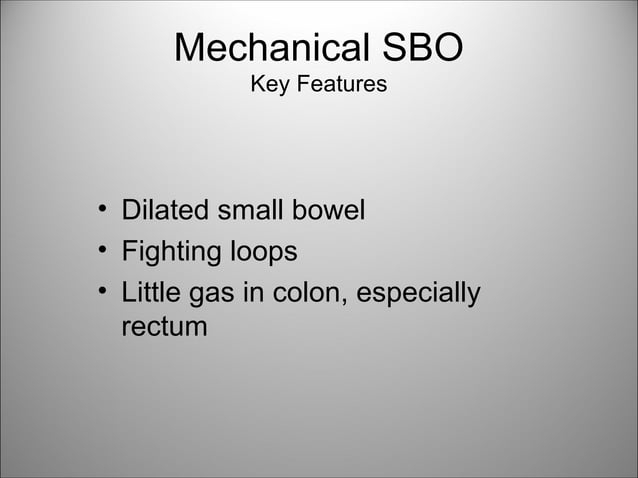 Mechanical SBO
Key Features
• Dilated small bowel
• Fighting loops
• Little gas in colon, especially
rectum